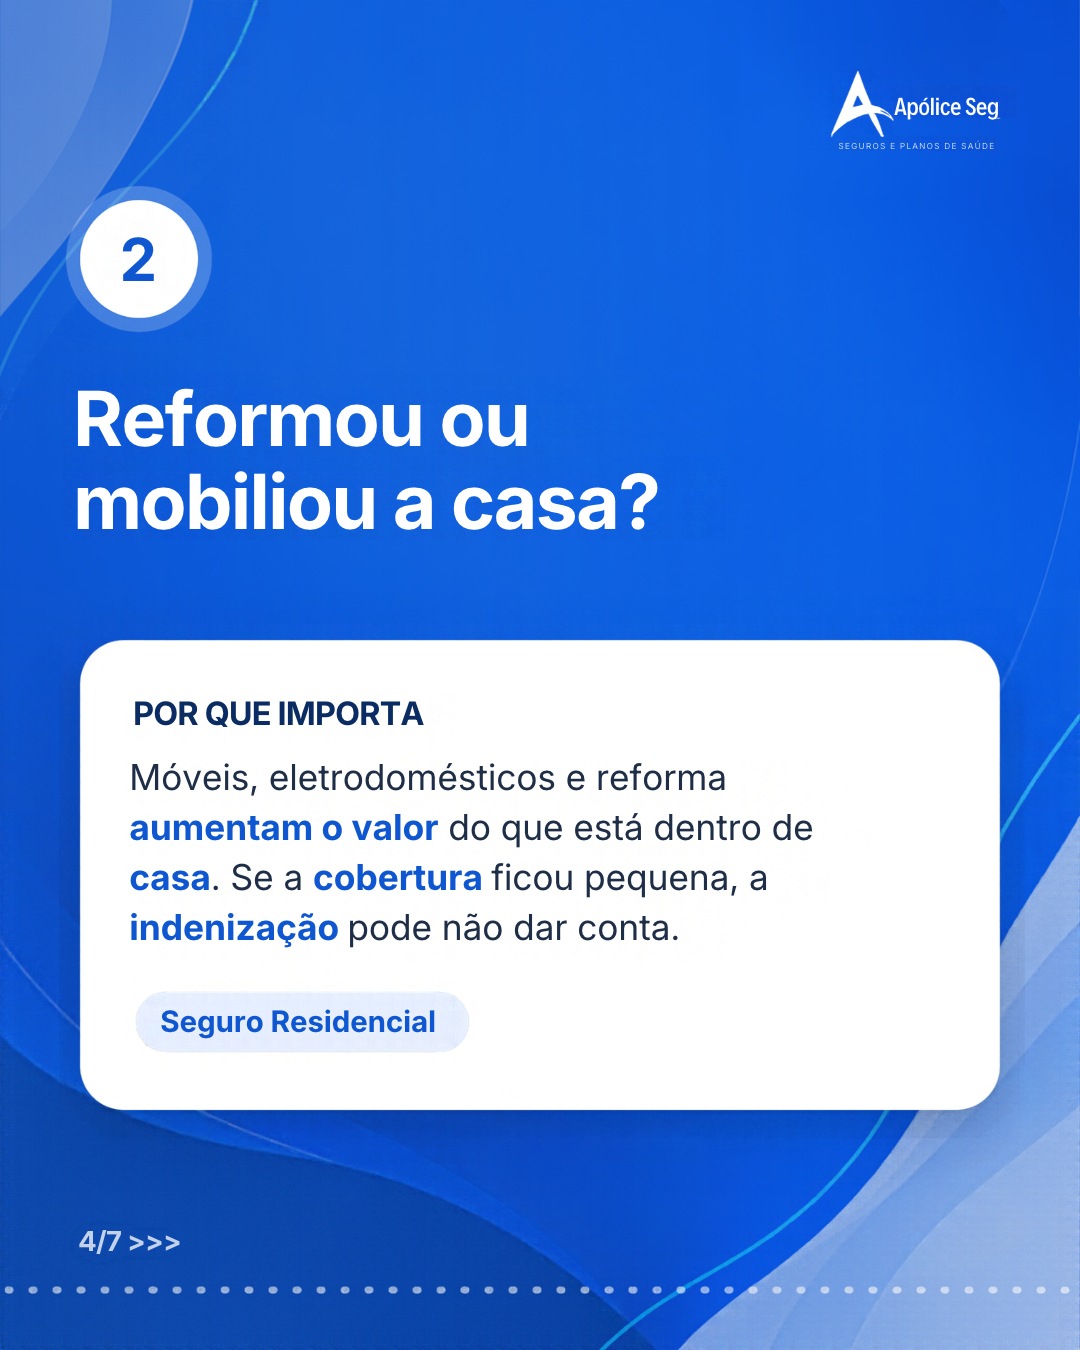 Apólice Seg
SEGUROS E PLANOS DE SAÚDE
2
Reformou ou
mobiliou a casa?
POR QUE IMPORTA
Móveis, eletrodomésticos e reforma
aumentam o valor do que está dentro de
casa. Se a cobertura ficou pequena, a
indenização pode não dar conta.
Seguro Residencial
4/7 >>>